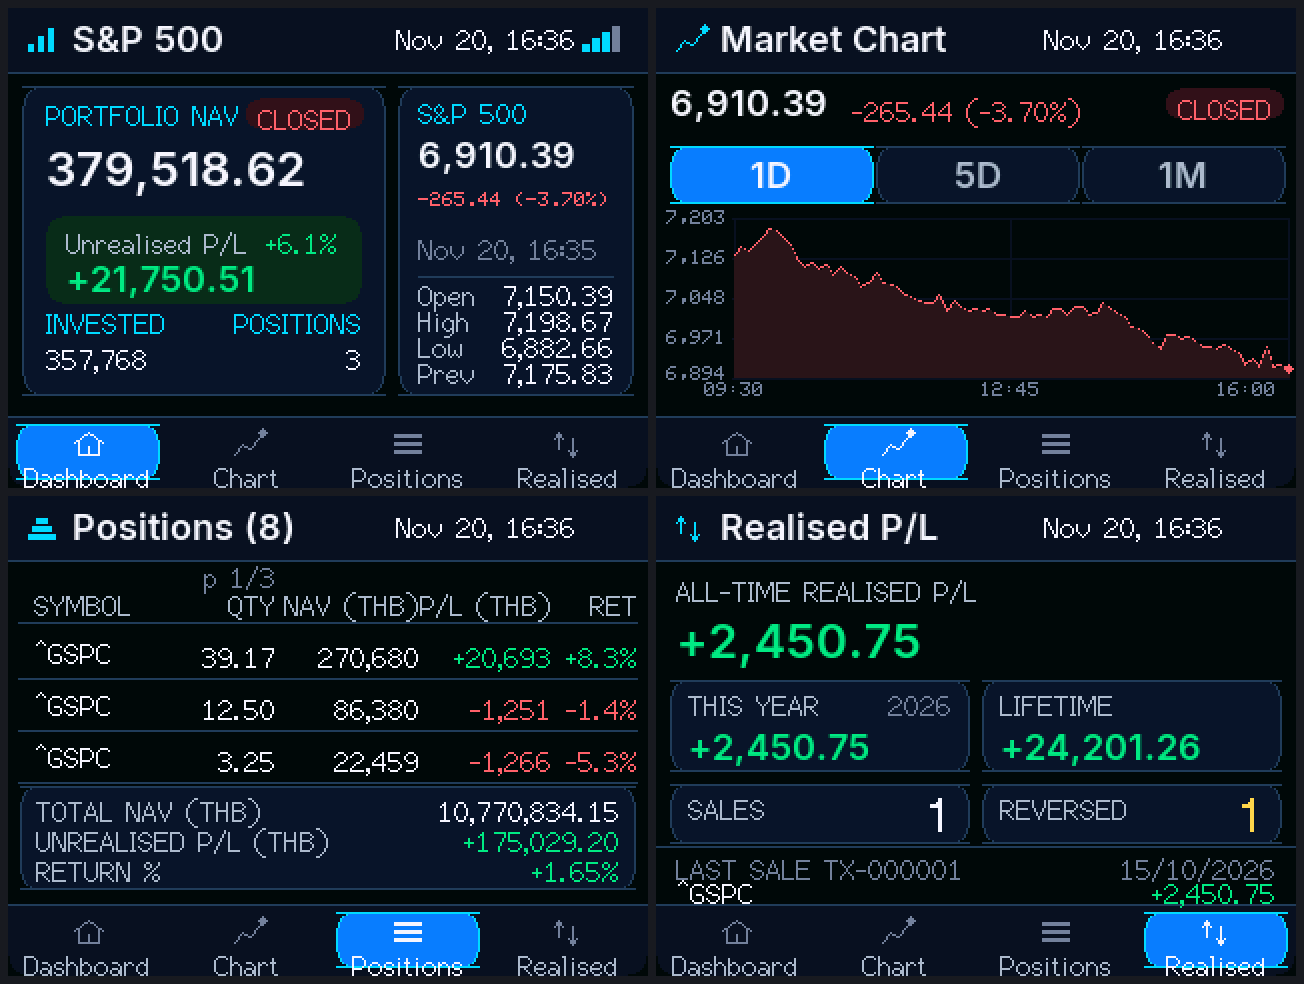 S&P 500 Nov 20, 16:36
PORTFOLIO NAV CLOSED
379,518.62
Unrealised P/L +6.1%
+21,750.51
INVESTED POSITIONS
357,768 3
S&P 500
6,910.39
-265.44 (-3.70%)
Nov 20, 16:35
Open 7,150.39
High 7,198.67
Low 6,882.66
Prev 7,175.83
Dashboard Chart Positions Realised
Market Chart Nov 20, 16:36
6,910.39 -265.44 (-3.70%) CLOSED
1D 5D 1M
7,203
7,126
7,048
6,971
6,894
09:30 12:45 16:00
Dashboard Chart Positions Realised
Positions (8) Nov 20, 16:36
p 1/3
SYMBOL QTY NAV (THB) P/L (THB) RET
^GSPC 39.17 270,680 +20,693 +8.3%
^GSPC 12.50 86,380 -1,251 -1.4%
^GSPC 3.25 22,459 -1,266 -5.3%
TOTAL NAV (THB) 10,770,834.15
UNREALISED P/L (THB) +175,029.20
RETURN % +1.65%
Dashboard Chart Positions Realised
Realised P/L Nov 20, 16:36
ALL-TIME REALISED P/L
+2,450.75
THIS YEAR 2026
+2,450.75
LIFETIME
+24,201.26
SALES 1
REVERSED 1
LAST SALE TX-000001 15/10/2026
^GSPC +2,450.75
Dashboard Chart Positions Realised